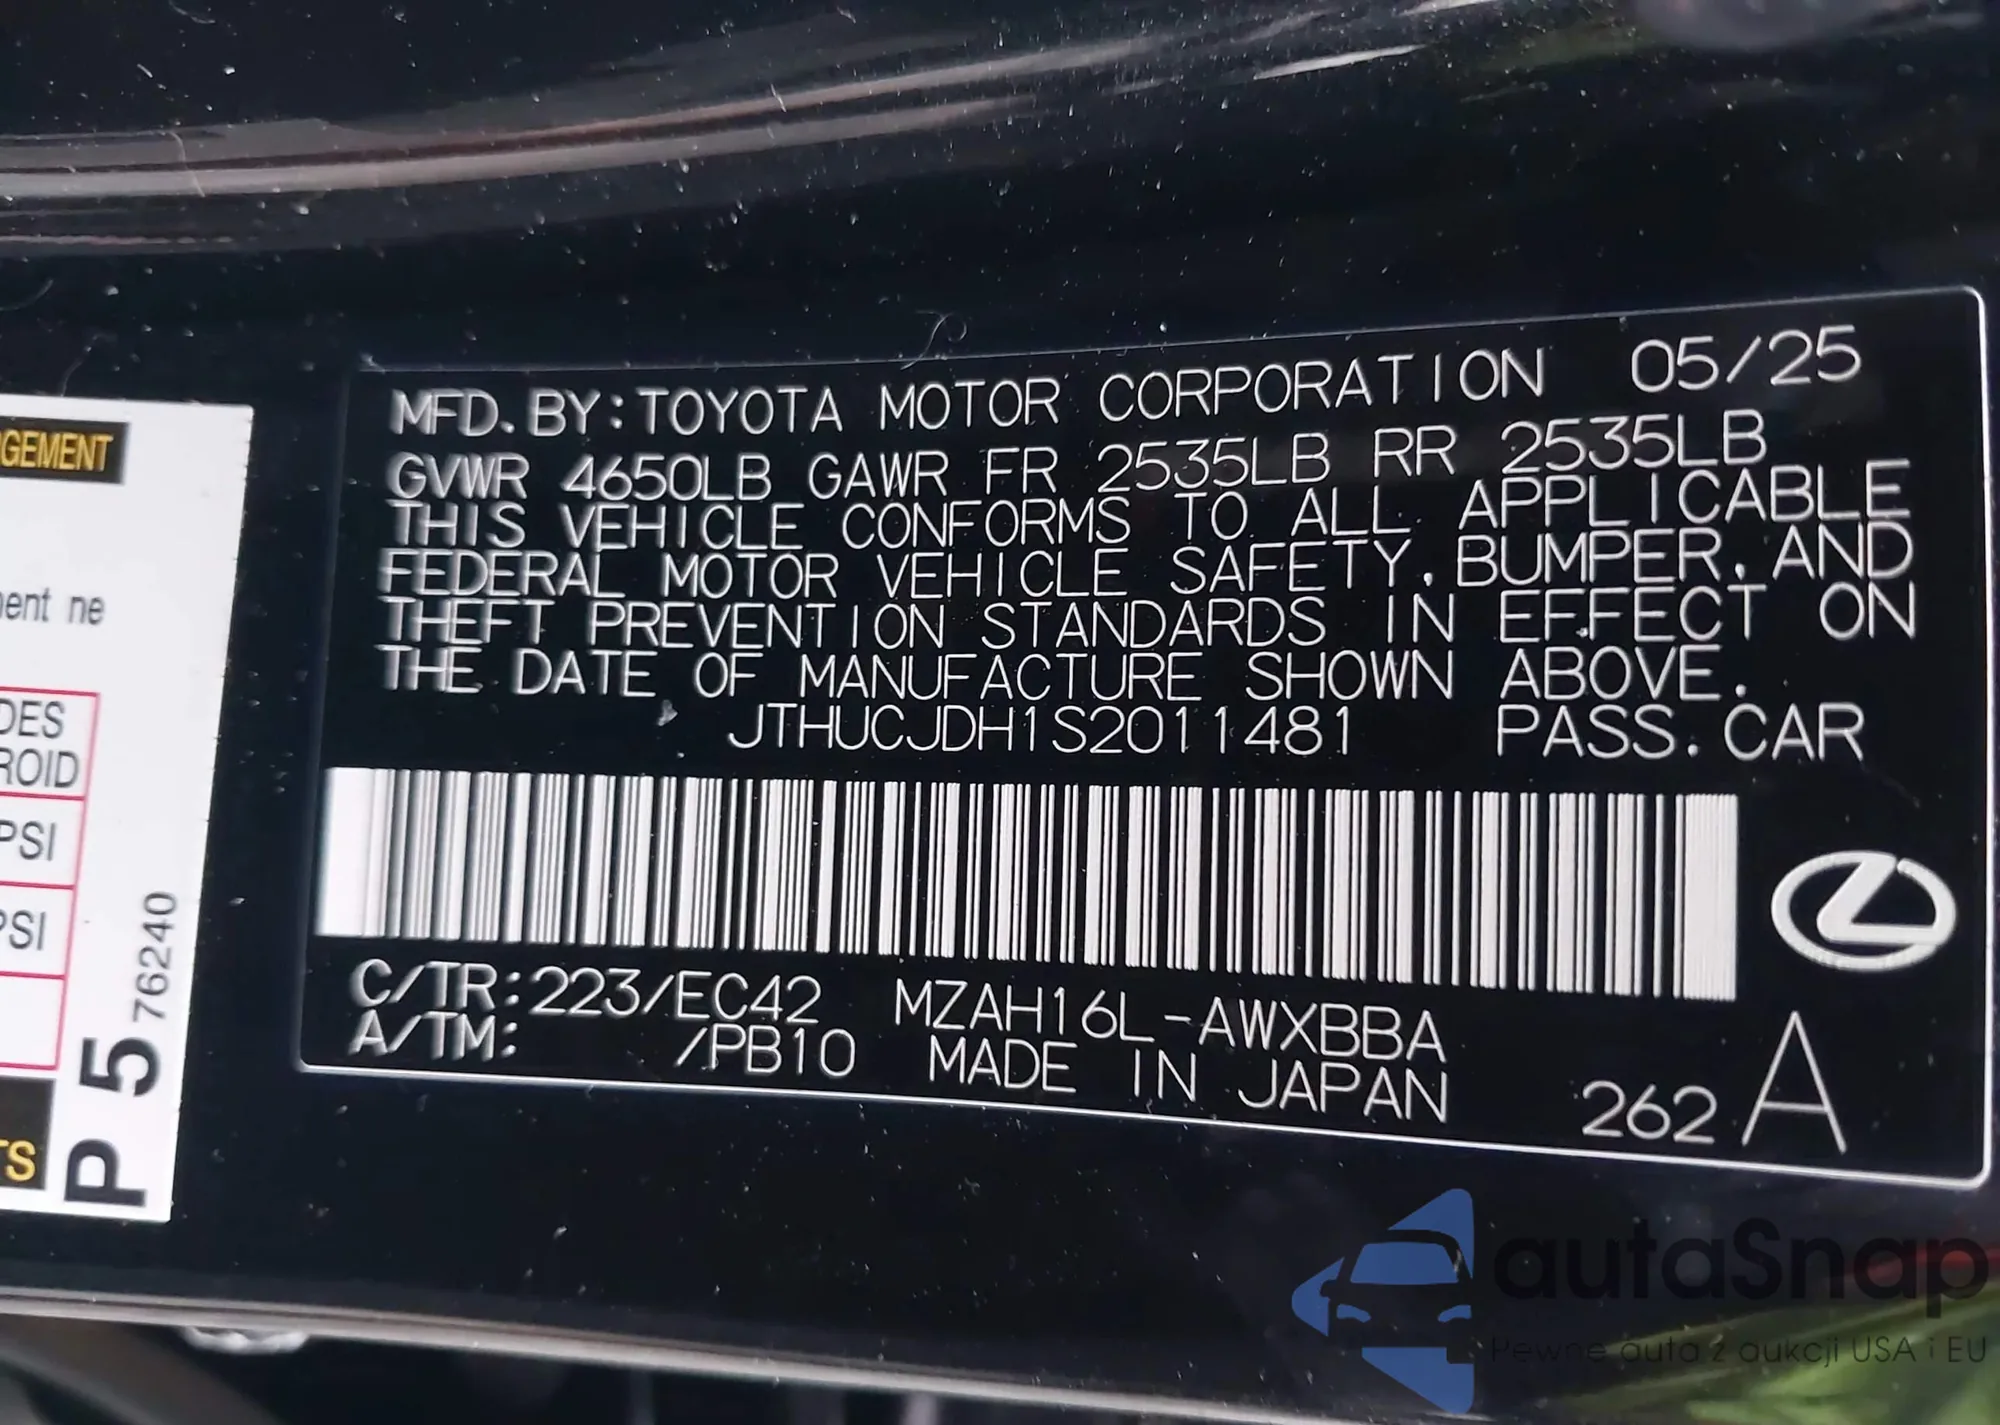 MFD. BY: TOYOTA MOTOR CORPORATION 05/25
GVWR 4650LB GAWR FR 2535LB RR 2535LB
THIS VEHICLE CONFORMS TO ALL APPLICABLE
FEDERAL MOTOR VEHICLE SAFETY, BUMPER, AND
THEFT PREVENTION STANDARDS IN EFFECT ON
THE DATE OF MANUFACTURE SHOWN ABOVE.
JTHUCJDH1S2011481 PASS. CAR
C/TR: 223/EC42 MZAH16L-AWXBBA
A/TM: /PB10 MADE IN JAPAN
262 A
GEMENT
ent ne
DES
ROID
PSI
PSI
TS
P 5 76240
autaSnap
Pewne auta z aukcji USA i EU